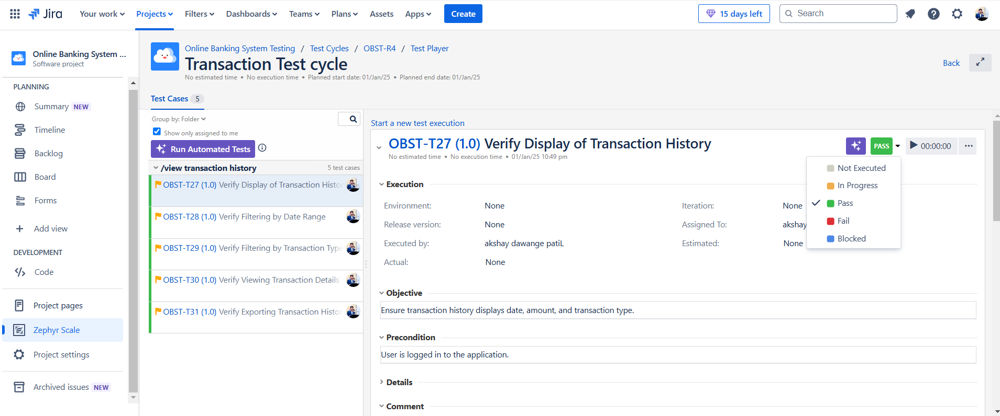 Jira Your work Projects Filters Dashboards Teams Plans Assets Apps Create 15 days left Search
Online Banking System ...
Software project
PLANNING
Summary NEW
Timeline
Backlog
Board
Forms
Add view
DEVELOPMENT
Code
Project pages
Zephyr Scale
Project settings
Archived issues NEW
Online Banking System Testing / Test Cycles / OBST-R4 / Test Player
Transaction Test cycle
No estimated time • No execution time • Planned start date: 01/Jan/25 • Planned end date: 01/Jan/25
Back
Test Cases 5
Group by: Folder
Show only assigned to me
Run Automated Tests
/view transaction history 5 test cases
OBST-T27 (1.0) Verify Display of Transaction Histor
OBST-T28 (1.0) Verify Filtering by Date Range
OBST-T29 (1.0) Verify Filtering by Transaction Type
OBST-T30 (1.0) Verify Viewing Transaction Details
OBST-T31 (1.0) Verify Exporting Transaction Histor
Start a new test execution
OBST-T27 (1.0) Verify Display of Transaction History
No estimated time • No execution time • 01/Jan/25 10:49 pm
PASS 00:00:00
Not Executed
In Progress
Pass
Fail
Blocked
Execution
Environment: None Iteration: None
Release version: None Assigned To: akshay
Executed by: akshay dawange patiL Estimated: None
Actual: None
Objective
Ensure transaction history displays date, amount, and transaction type.
Precondition
User is logged in to the application.
Details
Comment